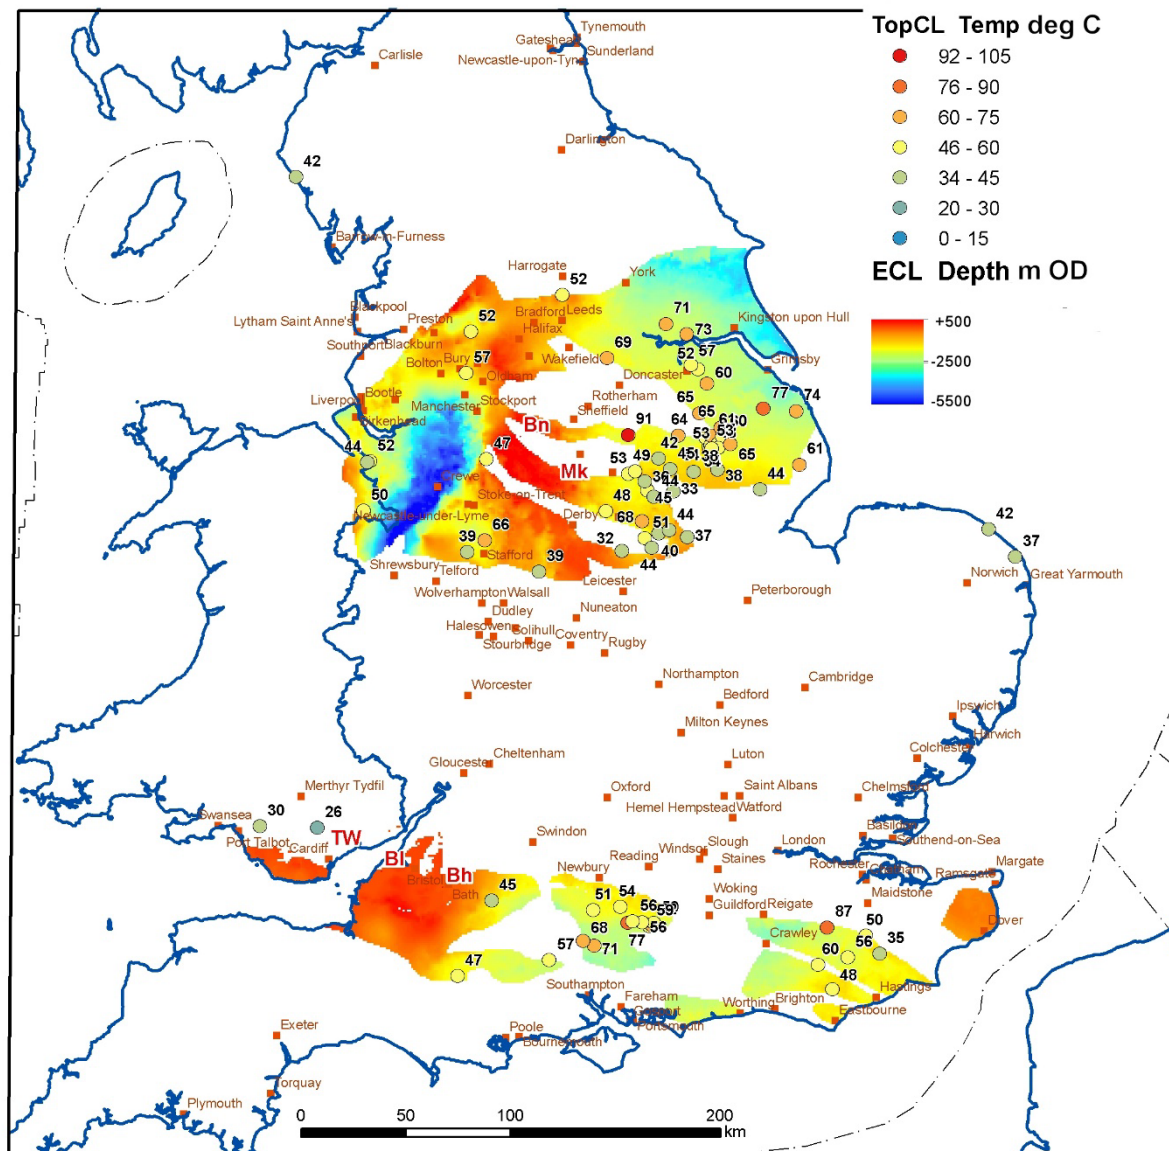 TopCL Temp deg C
92 - 105
76 - 90
60 - 75
46 - 60
34 - 45
20 - 30
0 - 15
ECL Depth m OD
+500
-2500
-5500
Tynemouth
Gateshead
Sunderland
Newcastle-upon-Tyne
Carlisle
Darlington
42
Barrow-in-Furness
Harrogate
52
York
Blackpool
Preston
52
Bradford
Leeds
71
Kingston upon Hull
Lytham Saint Anne's
Halifax
73
Southport
Blackburn
Wakefield
69
52
57
Bolton
Bury
57
Doncaster
60
Grimsby
Oldham
Bootle
Rotherham
77
74
Liverpool
Manchester
Stockport
Sheffield
65
65
Birkenhead
Bn
91
64
53
53
65
44
52
47
42
45
38
61
Mk
53
49
38
44
Crewe
36
44
33
50
Stoke-on-Trent
48
45
Newcastle-under-Lyme
Derby
68
51
44
37
42
66
39
Stafford
32
40
37
39
44
Shrewsbury
Telford
Leicester
Norwich
Great Yarmouth
Wolverhampton
Walsall
Peterborough
Dudley
Nuneaton
Halesowen
Solihull
Coventry
Stourbridge
Rugby
Northampton
Cambridge
Worcester
Bedford
Ipswich
Milton Keynes
Harwich
Cheltenham
Luton
Colchester
Gloucester
Merthyr Tydfil
Oxford
Saint Albans
Chelmsford
Hemel Hempstead
Watford
30
26
Swansea
TW
Swindon
Basildon
Southend-on-Sea
Port Talbot
Cardiff
London
Bl
Slough
Windsor
Reading
Staines
Rochester
Chatham
Margate
Ramsgate
Bh
Newbury
Bristol
45
Woking
Maidstone
Bath
51
54
56
59
Guildford
Reigate
87
50
Dover
68
56
Crawley
56
35
57
71
77
60
47
48
Southampton
Fareham
Hastings
Gosport
Worthing
Brighton
Eastbourne
Portsmouth
Exeter
Poole
Bournemouth
Torquay
Plymouth
0
50
100
200
km